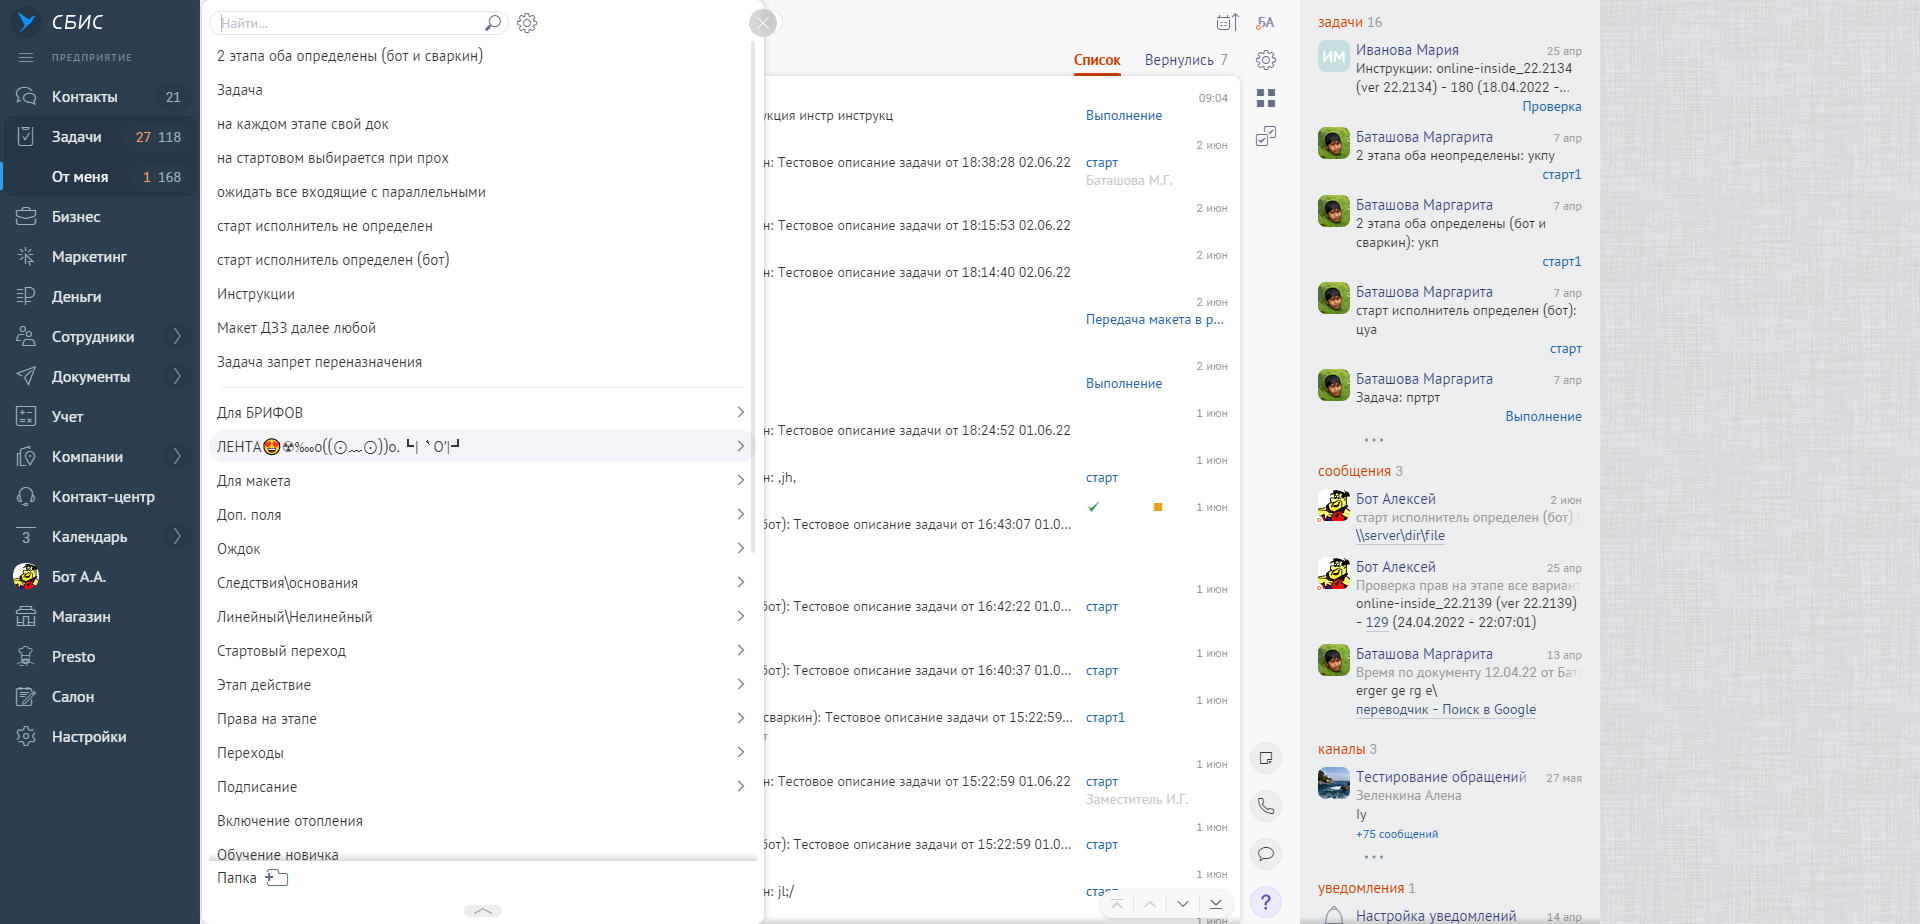 СБИС
ПРЕДПРИЯТИЕ
Контакты 21
Задачи 27 118
От меня 1 168
Бизнес
Маркетинг
Деньги
Сотрудники
Документы
Учет
Компании
Контакт-центр
3 Календарь
Бот А.А.
Магазин
Presto
Салон
Настройки
Найти...
2 этапа оба определены (бот и сваркин)
Задача
на каждом этапе свой док
на стартовом выбирается при прох
ожидать все входящие с параллельными
старт исполнитель не определен
старт исполнитель определен (бот)
Инструкции
Макет ДЗЗ далее любой
Задача запрет переназначения
Для БРИФОВ
ЛЕНТА😍☢%‱o((⊙﹏⊙))o. ┗|｀O′|┛
Для макета
Доп. поля
Ождок
Следствия\основания
Линейный\Нелинейный
Стартовый переход
Этап действие
Права на этапе
Переходы
Подписание
Включение отопления
Обучение новичка
Папка
БА
Список Вернулись 7
09:04
кция инстр инструкц Выполнение
2 июн
н: Тестовое описание задачи от 18:38:28 02.06.22 старт
Баташова М.Г.
2 июн
н: Тестовое описание задачи от 18:15:53 02.06.22
2 июн
н: Тестовое описание задачи от 18:14:40 02.06.22
2 июн
Передача макета в р...
2 июн
Выполнение
1 июн
н: Тестовое описание задачи от 18:24:52 01.06.22
1 июн
н: ,jh, старт
1 июн
бот): Тестовое описание задачи от 16:43:07 01.0...
1 июн
бот): Тестовое описание задачи от 16:42:22 01.0... старт
1 июн
бот): Тестовое описание задачи от 16:40:37 01.0... старт
1 июн
сваркин): Тестовое описание задачи от 15:22:59... старт1
т
1 июн
н: Тестовое описание задачи от 15:22:59 01.06.22 старт
Заместитель И.Г.
1 июн
бот): Тестовое описание задачи от 15:22:59 01.0... старт
1 июн
н: jl;/ старт
1 июн
?
задачи 16
ИМ Иванова Мария 25 апр
Инструкции: online-inside_22.2134
(ver 22.2134) - 180 (18.04.2022 -...
Проверка
Баташова Маргарита 7 апр
2 этапа оба неопределены: укпу
старт1
Баташова Маргарита 7 апр
2 этапа оба определены (бот и
сваркин): укп
старт1
Баташова Маргарита 7 апр
старт исполнитель определен (бот):
цуа
старт
Баташова Маргарита 7 апр
Задача: пртрт
Выполнение
сообщения 3
Бот Алексей 2 июн
старт исполнитель определен (бот)
\\server\dir\file
Бот Алексей 25 апр
Проверка прав на этапе все вариант
online-inside_22.2139 (ver 22.2139)
- 129 (24.04.2022 - 22:07:01)
Баташова Маргарита 13 апр
Время по документу 12.04.22 от Бата
erger ge rg e\
переводчик - Поиск в Google
каналы 3
Тестирование обращений 27 мая
Зеленкина Алена
Iy
+75 сообщений
уведомления 1
Настройка уведомлений 14 апр